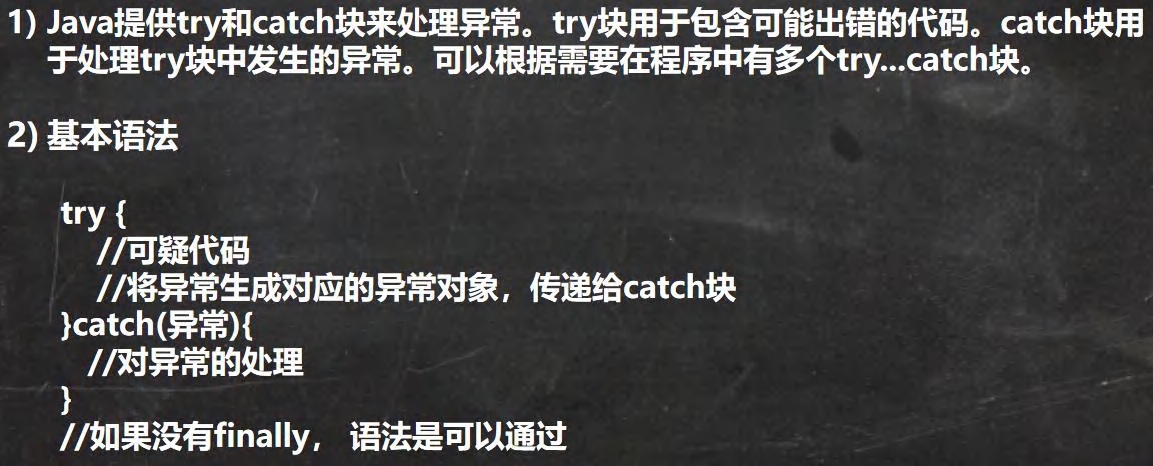 1) Java提供try和catch块来处理异常。try块用于包含可能出错的代码。catch块用
于处理try块中发生的异常。可以根据需要在程序中有多个try...catch块。
2) 基本语法
try {
//可疑代码
//将异常生成对应的异常对象，传递给catch块
}catch(异常){
//对异常的处理
}
//如果没有finally， 语法是可以通过